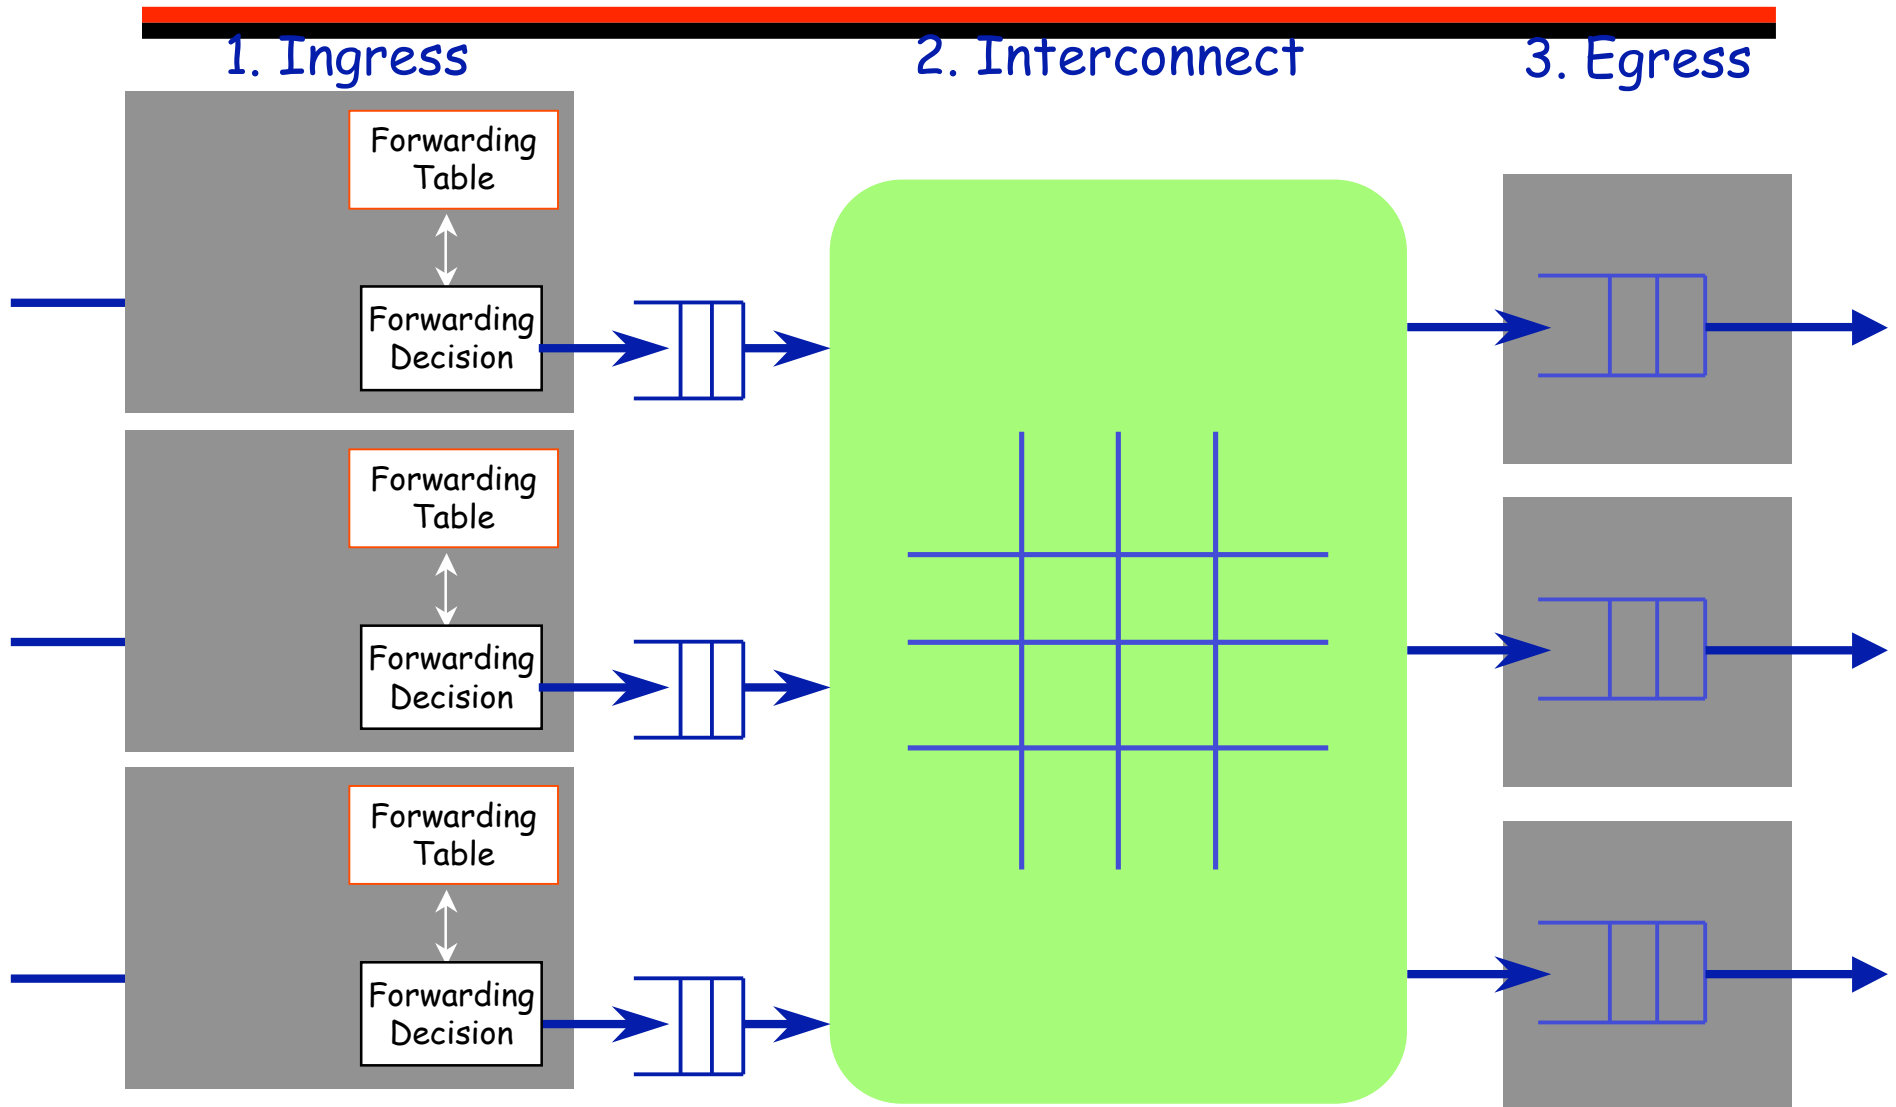 1. Ingress
2. Interconnect
3. Egress
Forwarding
Table
Forwarding
Decision
Forwarding
Table
Forwarding
Decision
Forwarding
Table
Forwarding
Decision